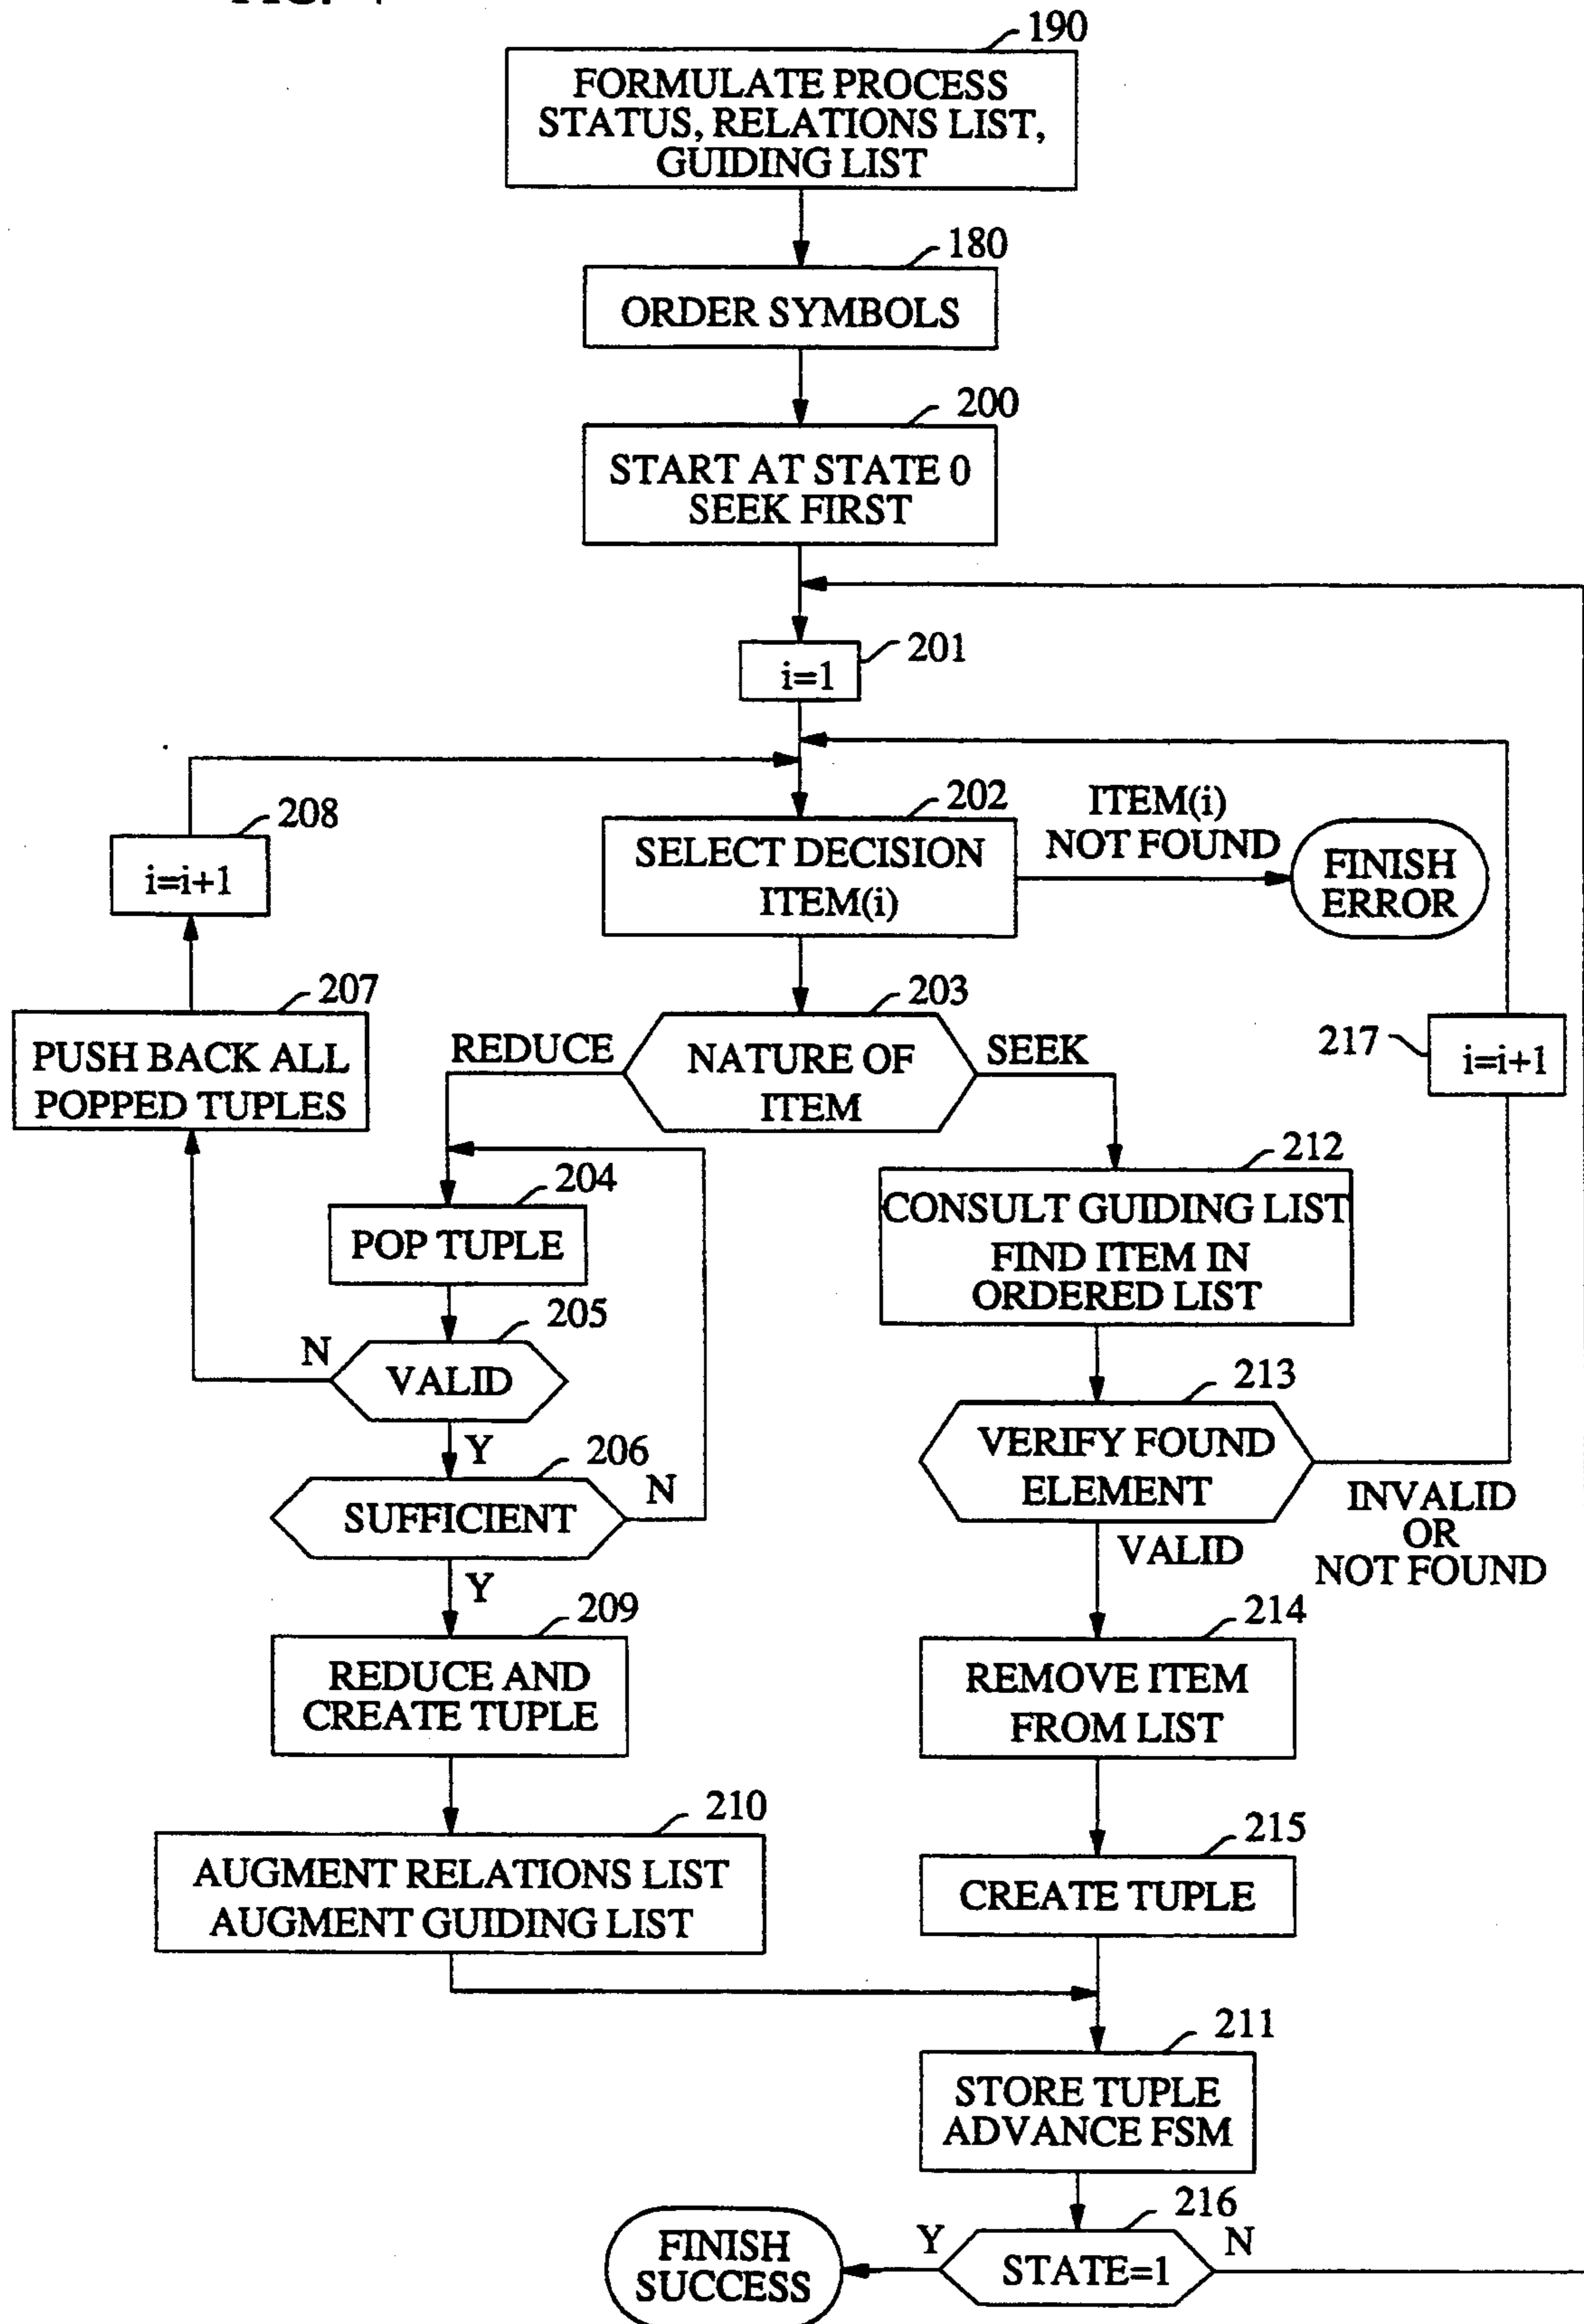 190
FORMULATE PROCESS
STATUS, RELATIONS LIST,
GUIDING LIST
180
ORDER SYMBOLS
200
START AT STATE 0
SEEK FIRST
201
i=1
202
SELECT DECISION
ITEM(i)
ITEM(i)
NOT FOUND
FINISH
ERROR
208
i=i+1
207
PUSH BACK ALL
POPPED TUPLES
203
NATURE OF
ITEM
REDUCE
SEEK
217
i=i+1
204
POP TUPLE
212
CONSULT GUIDING LIST
FIND ITEM IN
ORDERED LIST
205
VALID
N
Y
213
VERIFY FOUND
ELEMENT
INVALID
OR
NOT FOUND
VALID
206
SUFFICIENT
N
Y
209
REDUCE AND
CREATE TUPLE
214
REMOVE ITEM
FROM LIST
210
AUGMENT RELATIONS LIST
AUGMENT GUIDING LIST
215
CREATE TUPLE
211
STORE TUPLE
ADVANCE FSM
216
STATE=1
Y
N
FINISH
SUCCESS